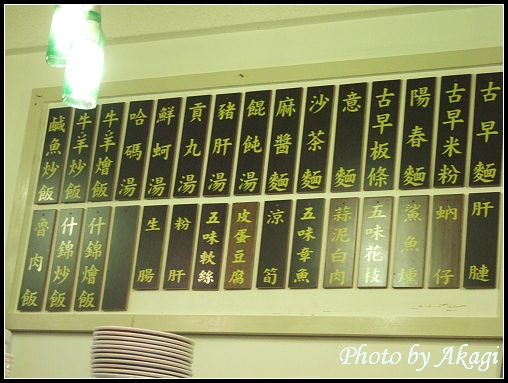 古早麵
古早米粉
陽春麵
古早板條
意麵
沙茶麵
麻醬麵
餛飩湯
豬肝湯
貢丸湯
鮮蚵湯
哈碼湯
牛羊燴飯
牛羊炒飯
鹹魚炒飯
肝腱
蚋仔
鯊魚燻
五味花枝
蒜泥白肉
五味章魚
涼筍
皮蛋豆腐
五味軟絲
粉肝
生腸
什錦燴飯
什錦炒飯
魯肉飯
Photo by Akagi